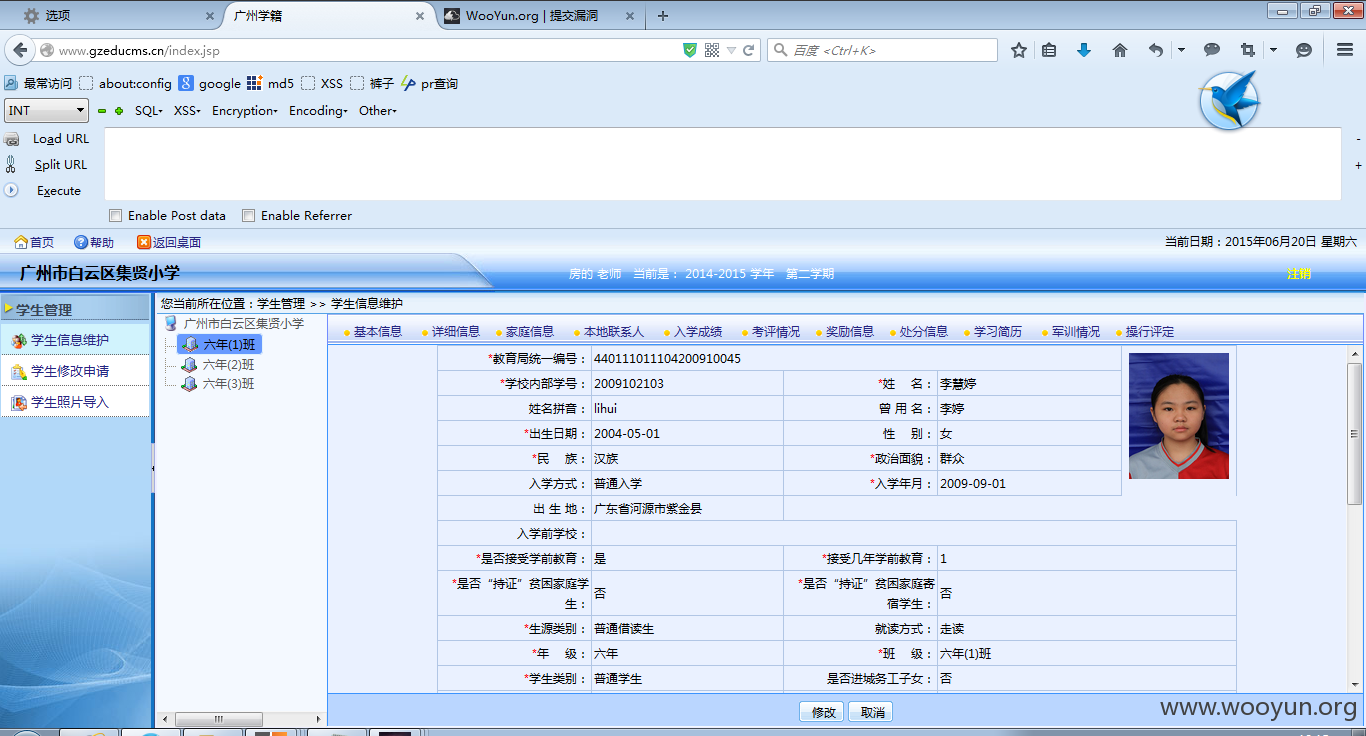 选项 × 广州学籍 × WooYun.org | 提交漏洞 × +
www.gzeducms.cn/index.jsp 百度 <Ctrl+K>
最常访问 about:config google md5 XSS 裤子 pr查询
INT SQL XSS Encryption Encoding Other
Load URL
Split URL
Execute
Enable Post data Enable Referrer
首页 帮助 返回桌面 当前日期：2015年06月20日 星期六
广州市白云区集贤小学 房的 老师 当前是： 2014-2015 学年 第二学期 注销
学生管理
学生信息维护
学生修改申请
学生照片导入
您当前所在位置：学生管理 >> 学生信息维护
广州市白云区集贤小学
六年(1)班
六年(2)班
六年(3)班
基本信息 详细信息 家庭信息 本地联系人 入学成绩 考评情况 奖励信息 处分信息 学习简历 军训情况 操行评定
*教育局统一编号： 440111011104200910045
*学校内部学号： 2009102103 *姓 名： 李慧婷
姓名拼音： lihui 曾 用 名： 李婷
*出生日期： 2004-05-01 性 别： 女
*民 族： 汉族 *政治面貌： 群众
入学方式： 普通入学 *入学年月： 2009-09-01
出 生 地： 广东省河源市紫金县
入学前学校：
*是否接受学前教育： 是 *接受几年学前教育： 1
*是否“持证”贫困家庭学生： 否 *是否“持证”贫困家庭寄宿学生： 否
*生源类别： 普通借读生 就读方式： 走读
*年 级： 六年 *班 级： 六年(1)班
*学生类别： 普通学生 是否进城务工子女： 否
修改 取消
www.wooyun.org